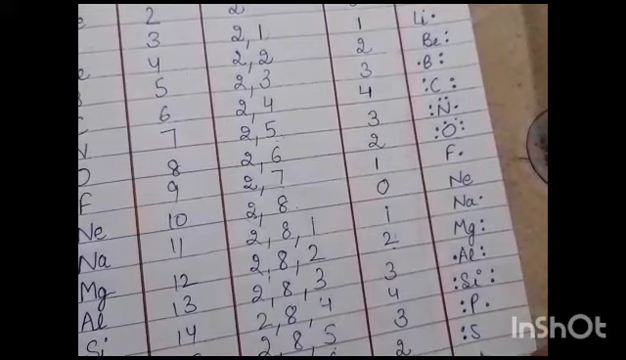 2 2
3 2,1 1 Li·
4 2,2 2 Be:
5 2,3 3 ·B:
6 2,4 4 :C:
7 2,5 3 :N̈·
O 8 2,6 2 :Ö:
F 9 2,7 1 F·
Ne 10 2,8 0 Ne
Na 11 2,8,1 1 Na·
Mg 12 2,8,2 2 Mg:
Al 13 2,8,3 3 ·Al:
Si 14 2,8,4 4 :Si:
2,8,5 3 :P·
2 :S
InShOt